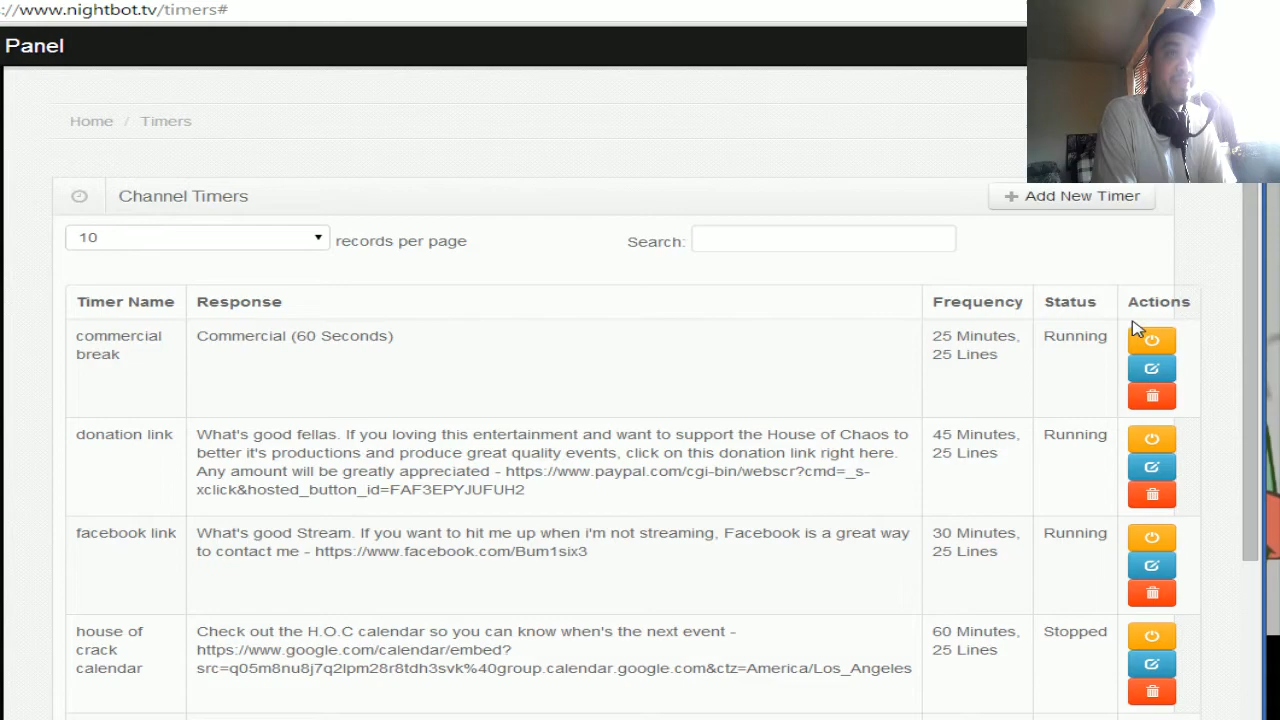 ://www.nightbot.tv/timers#
Panel
Home / Timers
Channel Timers
+ Add New Timer
10 records per page Search:
Timer Name Response Frequency Status Actions
commercial break
Commercial (60 Seconds)
25 Minutes, 25 Lines
Running
donation link
What's good fellas. If you loving this entertainment and want to support the House of Chaos to
better it's productions and produce great quality events, click on this donation link right here.
Any amount will be greatly appreciated - https://www.paypal.com/cgi-bin/webscr?cmd=_s-
xclick&hosted_button_id=FAF3EPYJUFUH2
45 Minutes, 25 Lines
Running
facebook link
What's good Stream. If you want to hit me up when i'm not streaming, Facebook is a great way
to contact me - https://www.facebook.com/Bum1six3
30 Minutes, 25 Lines
Running
house of crack calendar
Check out the H.O.C calendar so you can know when's the next event -
https://www.google.com/calendar/embed?
src=q05m8nu8j7q2lpm28r8tdh3svk%40group.calendar.google.com&ctz=America/Los_Angeles
60 Minutes, 25 Lines
Stopped